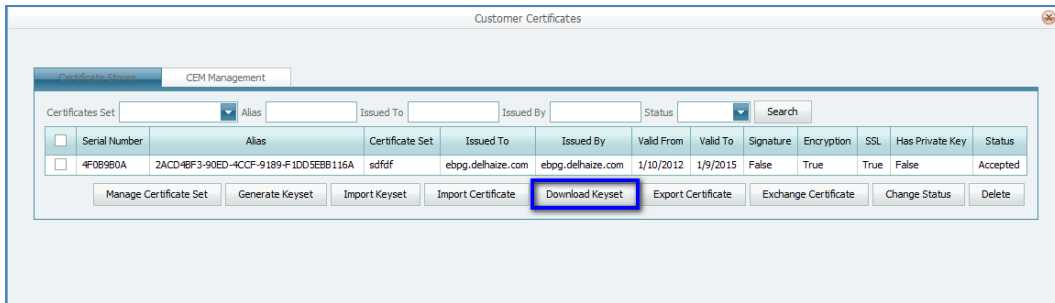 Customer Certificates
Certificate Stores CEM Management
Certificates Set Alias Issued To Issued By Status Search
Serial Number Alias Certificate Set Issued To Issued By Valid From Valid To Signature Encryption SSL Has Private Key Status
4F0B9B0A 2ACD4BF3-90ED-4CCF-9189-F1DD5EBB116A sdfdf ebpg.delhaize.com ebpg.delhaize.com 1/10/2012 1/9/2015 False True True False Accepted
Manage Certificate Set Generate Keyset Import Keyset Import Certificate Download Keyset Export Certificate Exchange Certificate Change Status Delete